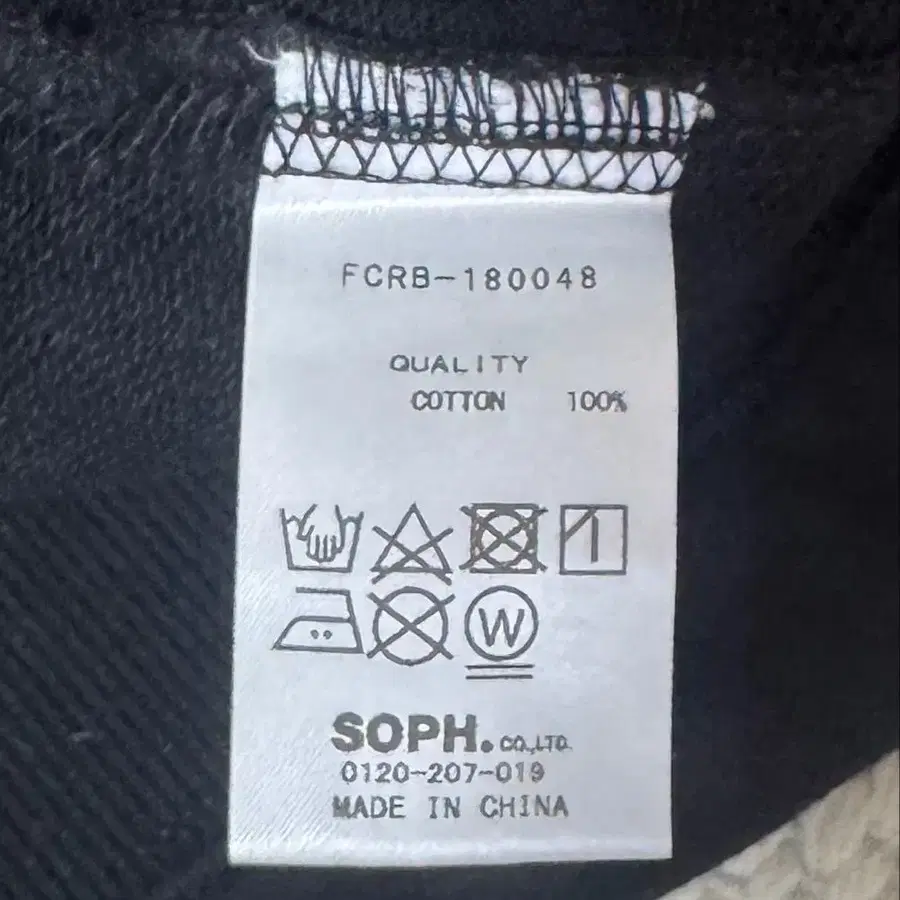 FCRB-180048
QUALITY
COTTON 100%
W
SOPH. CO.,LTD.
0120-207-019
MADE IN CHINA